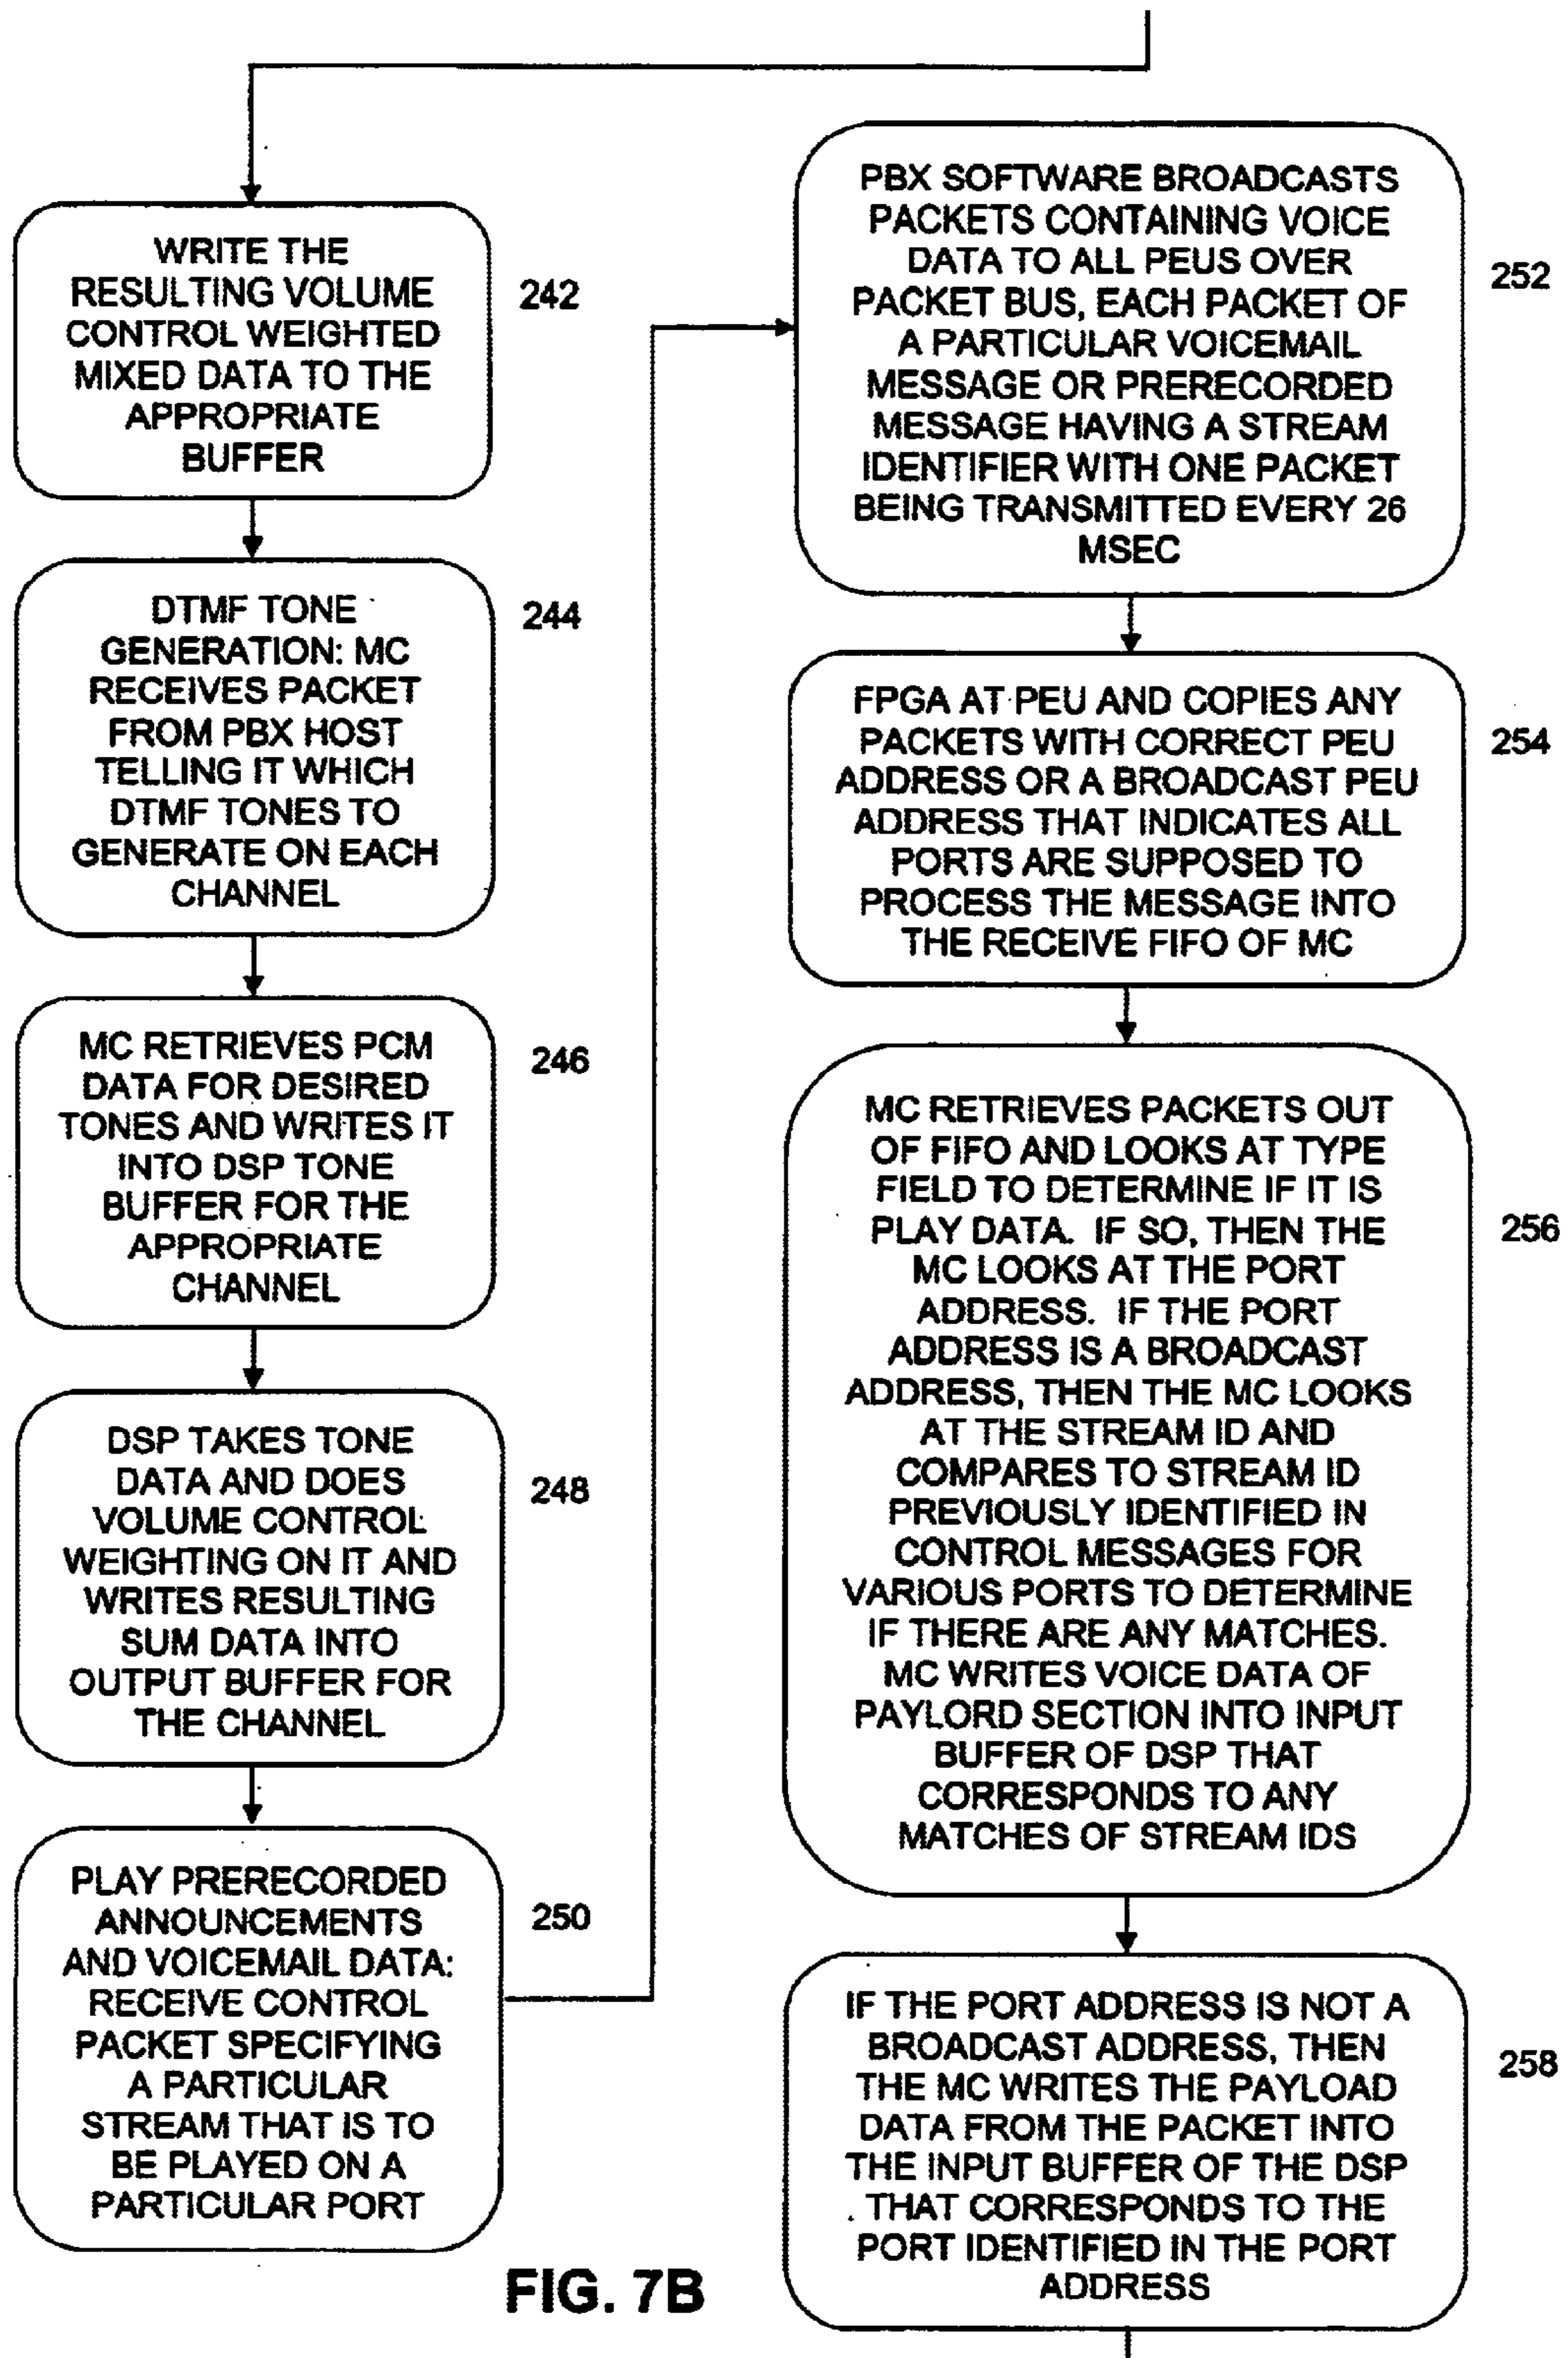 WRITE THE
RESULTING VOLUME
CONTROL WEIGHTED
MIXED DATA TO THE
APPROPRIATE
BUFFER
242
DTMF TONE
GENERATION: MC
RECEIVES PACKET
FROM PBX HOST
TELLING IT WHICH
DTMF TONES TO
GENERATE ON EACH
CHANNEL
244
MC RETRIEVES PCM
DATA FOR DESIRED
TONES AND WRITES IT
INTO DSP TONE
BUFFER FOR THE
APPROPRIATE
CHANNEL
246
DSP TAKES TONE
DATA AND DOES
VOLUME CONTROL
WEIGHTING ON IT AND
WRITES RESULTING
SUM DATA INTO
OUTPUT BUFFER FOR
THE CHANNEL
248
PLAY PRERECORDED
ANNOUNCEMENTS
AND VOICEMAIL DATA:
RECEIVE CONTROL
PACKET SPECIFYING
A PARTICULAR
STREAM THAT IS TO
BE PLAYED ON A
PARTICULAR PORT
250
PBX SOFTWARE BROADCASTS
PACKETS CONTAINING VOICE
DATA TO ALL PEUS OVER
PACKET BUS, EACH PACKET OF
A PARTICULAR VOICEMAIL
MESSAGE OR PRERECORDED
MESSAGE HAVING A STREAM
IDENTIFIER WITH ONE PACKET
BEING TRANSMITTED EVERY 26
MSEC
252
FPGA AT PEU AND COPIES ANY
PACKETS WITH CORRECT PEU
ADDRESS OR A BROADCAST PEU
ADDRESS THAT INDICATES ALL
PORTS ARE SUPPOSED TO
PROCESS THE MESSAGE INTO
THE RECEIVE FIFO OF MC
254
MC RETRIEVES PACKETS OUT
OF FIFO AND LOOKS AT TYPE
FIELD TO DETERMINE IF IT IS
PLAY DATA. IF SO, THEN THE
MC LOOKS AT THE PORT
ADDRESS. IF THE PORT
ADDRESS IS A BROADCAST
ADDRESS, THEN THE MC LOOKS
AT THE STREAM ID AND
COMPARES TO STREAM ID
PREVIOUSLY IDENTIFIED IN
CONTROL MESSAGES FOR
VARIOUS PORTS TO DETERMINE
IF THERE ARE ANY MATCHES.
MC WRITES VOICE DATA OF
PAYLORD SECTION INTO INPUT
BUFFER OF DSP THAT
CORRESPONDS TO ANY
MATCHES OF STREAM IDS
256
IF THE PORT ADDRESS IS NOT A
BROADCAST ADDRESS, THEN
THE MC WRITES THE PAYLOAD
DATA FROM THE PACKET INTO
THE INPUT BUFFER OF THE DSP
THAT CORRESPONDS TO THE
PORT IDENTIFIED IN THE PORT
ADDRESS
258
FIG. 7B